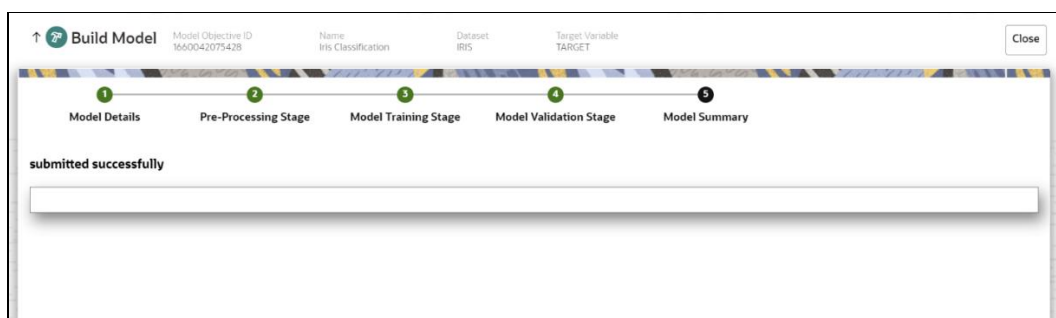 Build Model
Model Objective ID
1660042075428
Name
Iris Classification
Dataset
IRIS
Target Variable
TARGET
Close
1
2
3
4
5
Model Details
Pre-Processing Stage
Model Training Stage
Model Validation Stage
Model Summary
submitted successfully